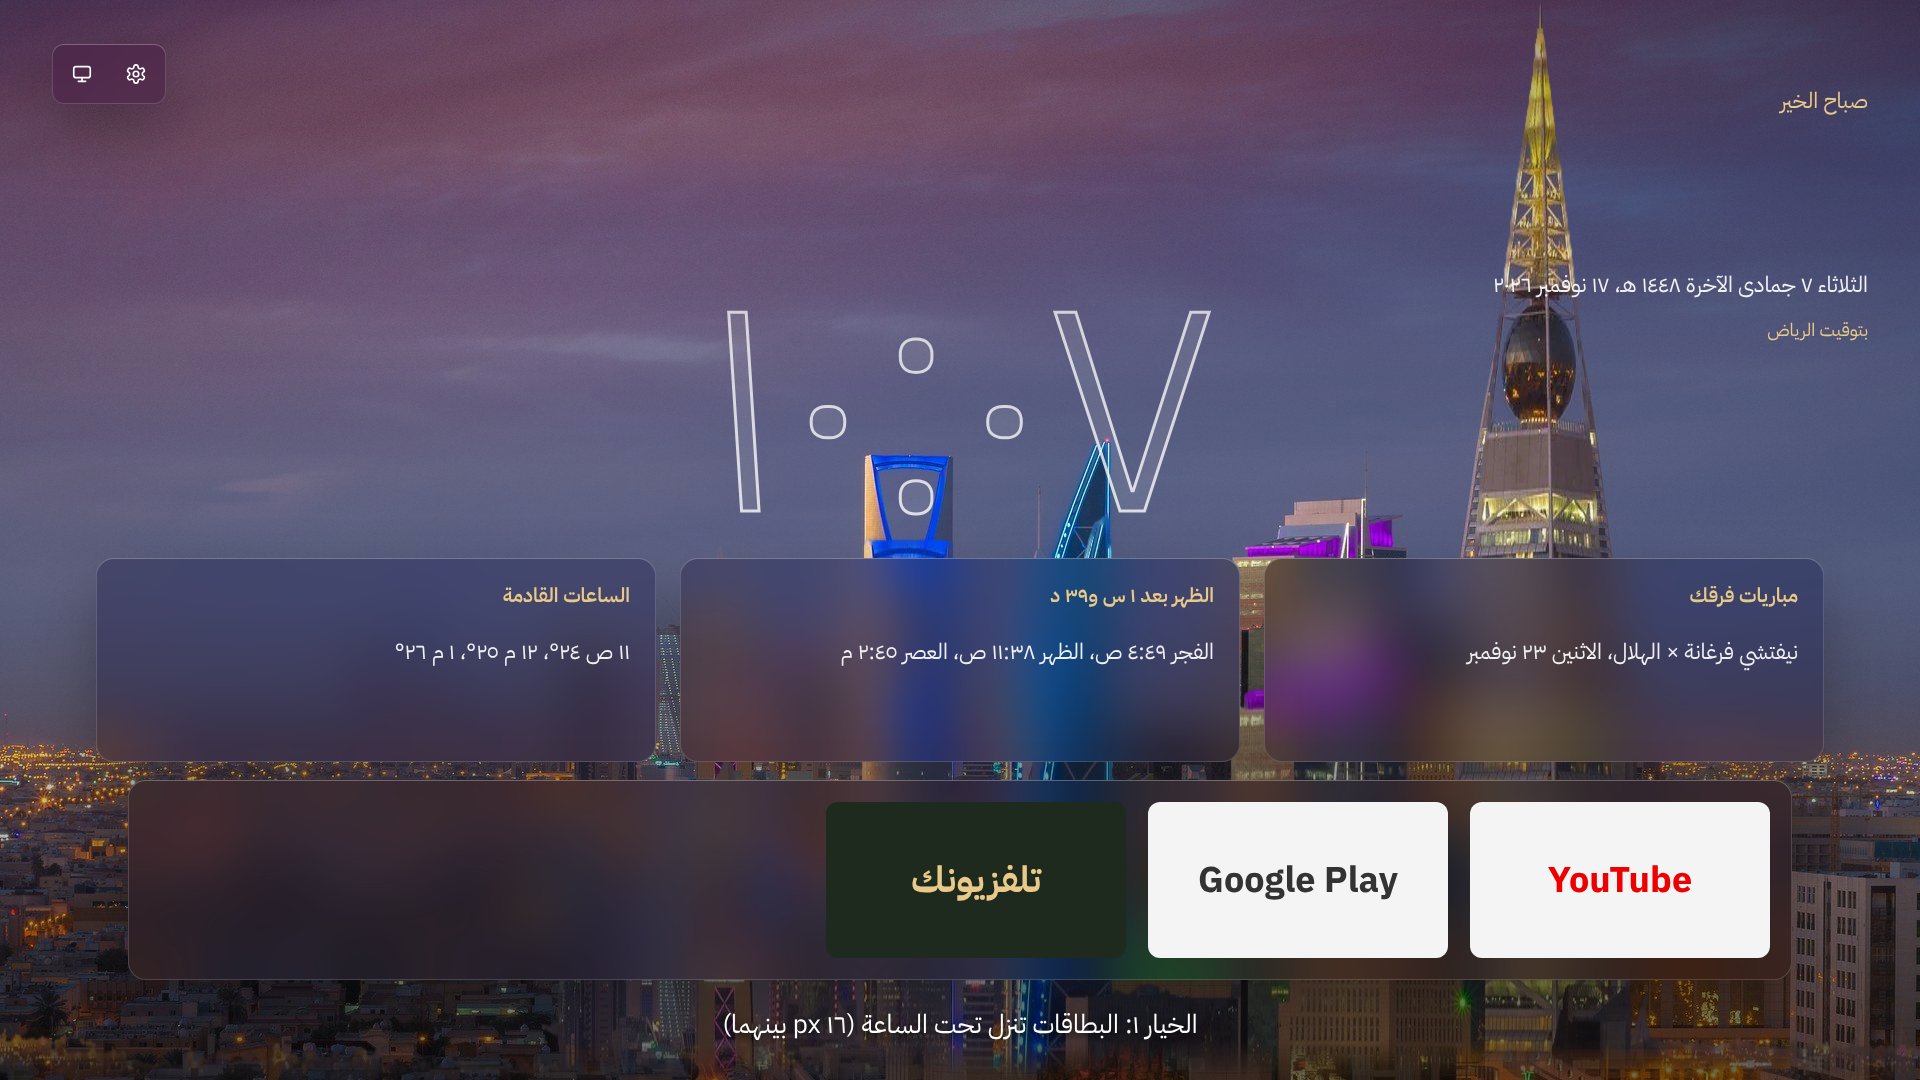 صباح الخير
الثلاثاء ٧ جمادى الآخرة ١٤٤٨ هـ، ١٧ نوفمبر ٢٠٢٦
بتوقيت الرياض
١٠:٠٧
مباريات فرقك
نيفتشي فرغانة × الهلال، الاثنين ٢٣ نوفمبر
الظهر بعد ١ س و٣٩ د
الفجر ٤:٤٩ ص، الظهر ١١:٣٨ ص، العصر ٢:٤٥ م
الساعات القادمة
١١ ص ٢٤°، ١٢ م ٢٥°، ١ م ٢٦°
YouTube
Google Play
تلفزيونك
الخيار ١: البطاقات تنزل تحت الساعة (١٦ px بينهما)